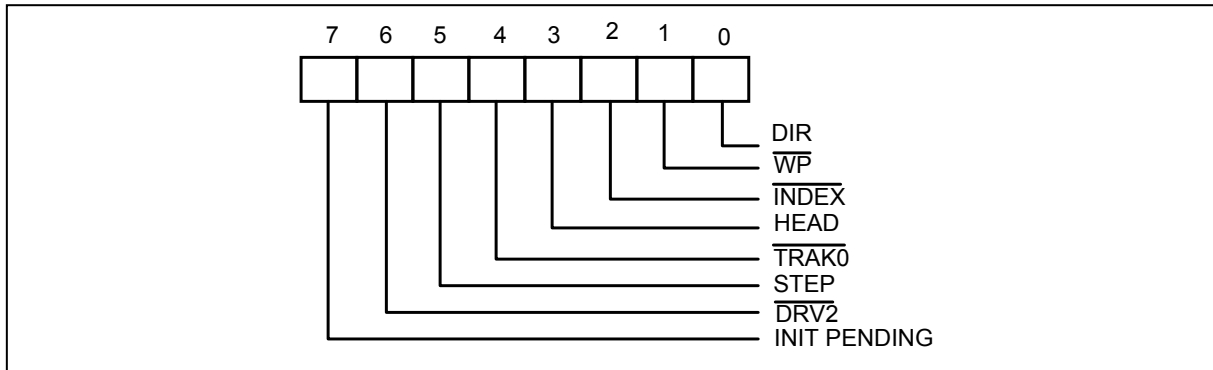 7 6 5 4 3 2 1 0
DIR
WP
INDEX
HEAD
TRAK0
STEP
DRV2
INIT PENDING